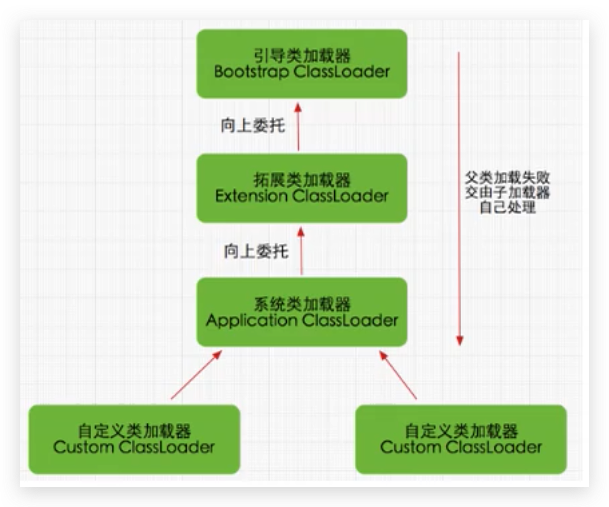 引导类加载器
Bootstrap ClassLoader
向上委托
拓展类加载器
Extension ClassLoader
父类加载失败
交由子加载器
自己处理
向上委托
系统类加载器
Application ClassLoader
自定义类加载器
Custom ClassLoader
自定义类加载器
Custom ClassLoader